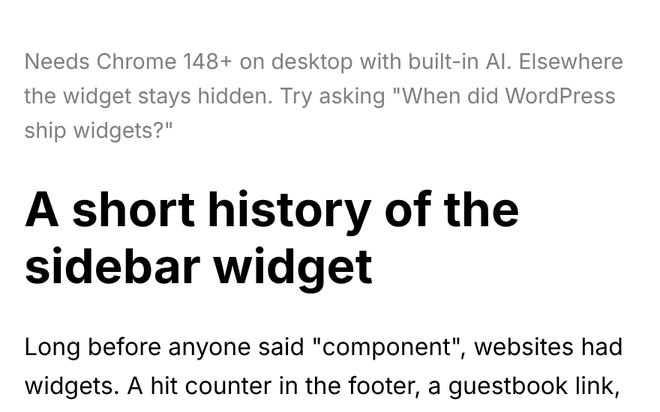 Needs Chrome 148+ on desktop with built-in AI. Elsewhere
the widget stays hidden. Try asking "When did WordPress
ship widgets?"
A short history of the
sidebar widget
Long before anyone said "component", websites had
widgets. A hit counter in the footer, a guestbook link,